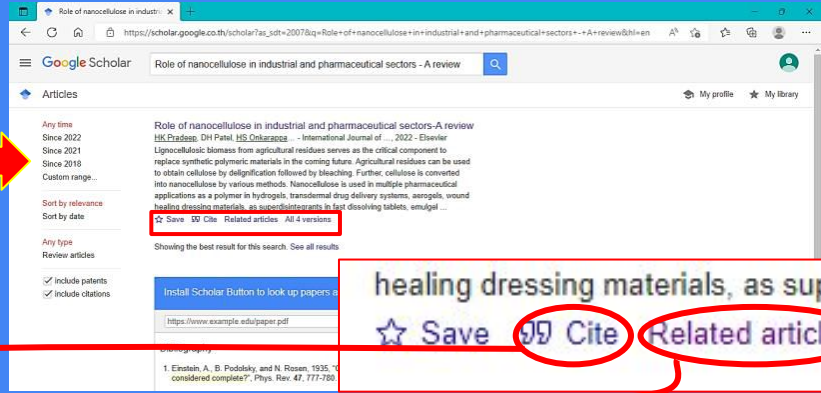 Role of nanocellulose in industri
https://scholar.google.co.th/scholar?as_sdt=2007&q=Role+of+nanocellulose+in+industrial+and+pharmaceutical+sectors+-+A+review&hl=en
Google Scholar
Role of nanocellulose in industrial and pharmaceutical sectors - A review
Articles
My profile
My library
Any time
Since 2022
Since 2021
Since 2018
Custom range...
Sort by relevance
Sort by date
Any type
Review articles
include patents
include citations
Role of nanocellulose in industrial and pharmaceutical sectors-A review
HK Pradeep, DH Patel, HS Onkarappa… - International Journal of …, 2022 - Elsevier
Lignocellulosic biomass from agricultural residues serves as the critical component to
replace synthetic polymeric materials in the coming future. Agricultural residues can be used
to obtain cellulose by delignification followed by bleaching. Further, cellulose is converted
into nanocellulose by various methods. Nanocellulose is used in multiple pharmaceutical
applications as a polymer in hydrogels, transdermal drug delivery systems, aerogels, wound
healing dressing materials, as superdisintegrants in fast dissolving tablets, emulgel ...
Save Cite Related articles All 4 versions
Showing the best result for this search. See all results
Install Scholar Button to look up papers a
https://www.example.edu/paper.pdf
1. Einstein, A., B. Podolsky, and N. Rosen, 1935, "
considered complete?", Phys. Rev. 47, 777-780.
healing dressing materials, as sup
Save Cite Related articl